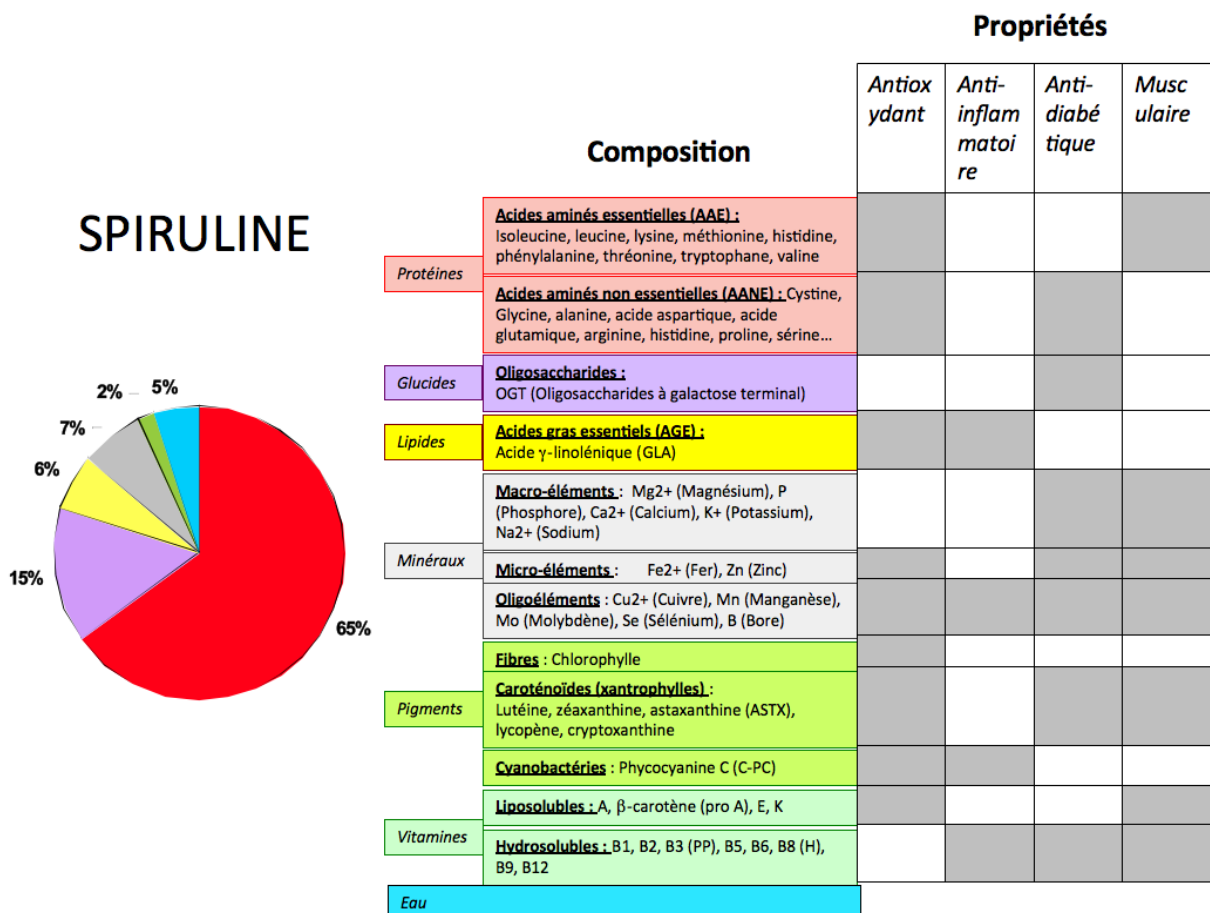 Propriétés
Antiox
ydant
Anti-
inflam
matoi
re
Anti-
diabé
tique
Musc
ulaire
Composition
SPIRULINE
Protéines
Acides aminés essentielles (AAE) :
Isoleucine, leucine, lysine, méthionine, histidine,
phénylalanine, thréonine, tryptophane, valine
Acides aminés non essentielles (AANE) : Cystine,
Glycine, alanine, acide aspartique, acide
glutamique, arginine, histidine, proline, sérine…
Glucides
Oligosaccharides :
OGT (Oligosaccharides à galactose terminal)
Lipides
Acides gras essentiels (AGE) :
Acide γ-linolénique (GLA)
Minéraux
Macro-éléments : Mg2+ (Magnésium), P
(Phosphore), Ca2+ (Calcium), K+ (Potassium),
Na2+ (Sodium)
Micro-éléments : Fe2+ (Fer), Zn (Zinc)
Oligoéléments : Cu2+ (Cuivre), Mn (Manganèse),
Mo (Molybdène), Se (Sélénium), B (Bore)
Pigments
Fibres : Chlorophylle
Caroténoïdes (xantrophylles) :
Lutéine, zéaxanthine, astaxanthine (ASTX),
lycopène, cryptoxanthine
Cyanobactéries : Phycocyanine C (C-PC)
Vitamines
Liposolubles : A, β-carotène (pro A), E, K
Hydrosolubles : B1, B2, B3 (PP), B5, B6, B8 (H),
B9, B12
Eau
2%
5%
7%
6%
15%
65%